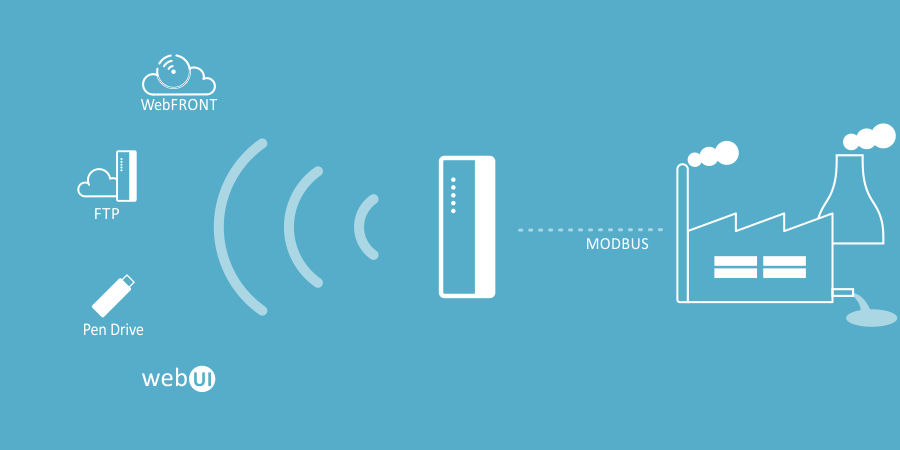 WebFRONT
FTP
MODBUS
Pen Drive
webUI